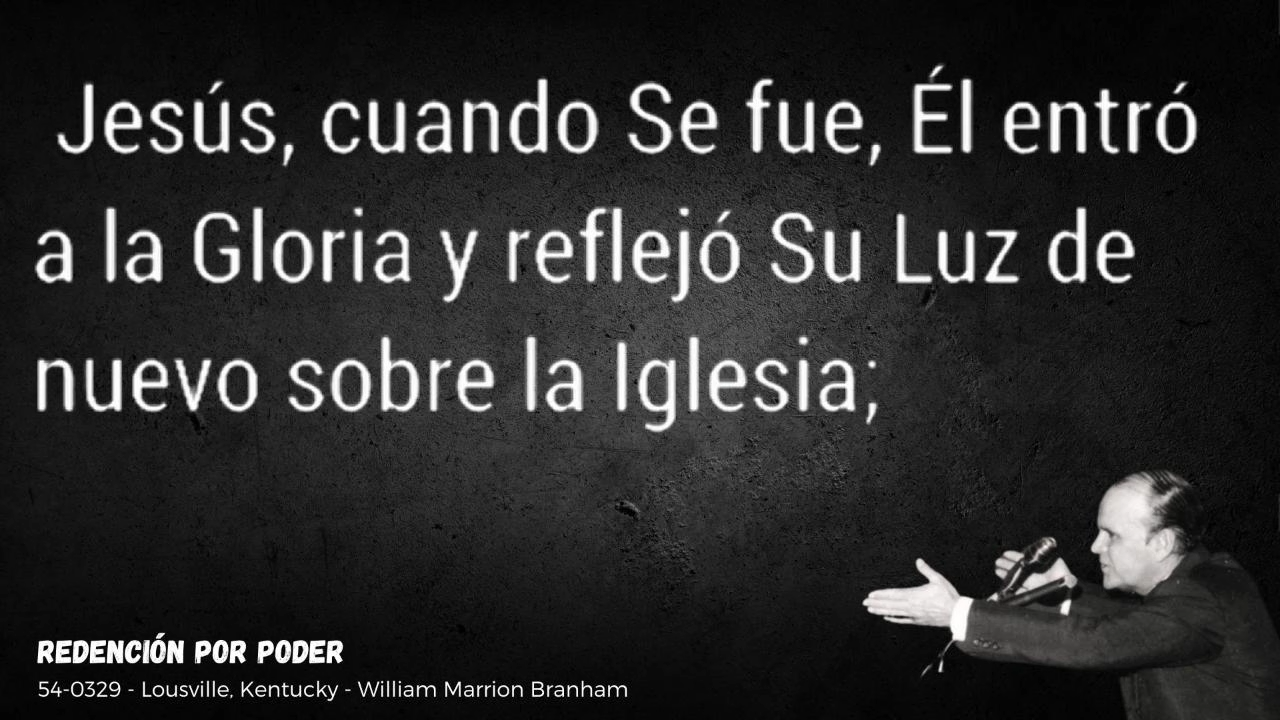 Jesús, cuando Se fue, Él entró
a la Gloria y reflejó Su Luz de
nuevo sobre la Iglesia;
REDENCIÓN POR PODER
54-0329 - Lousville, Kentucky - William Marrion Branham